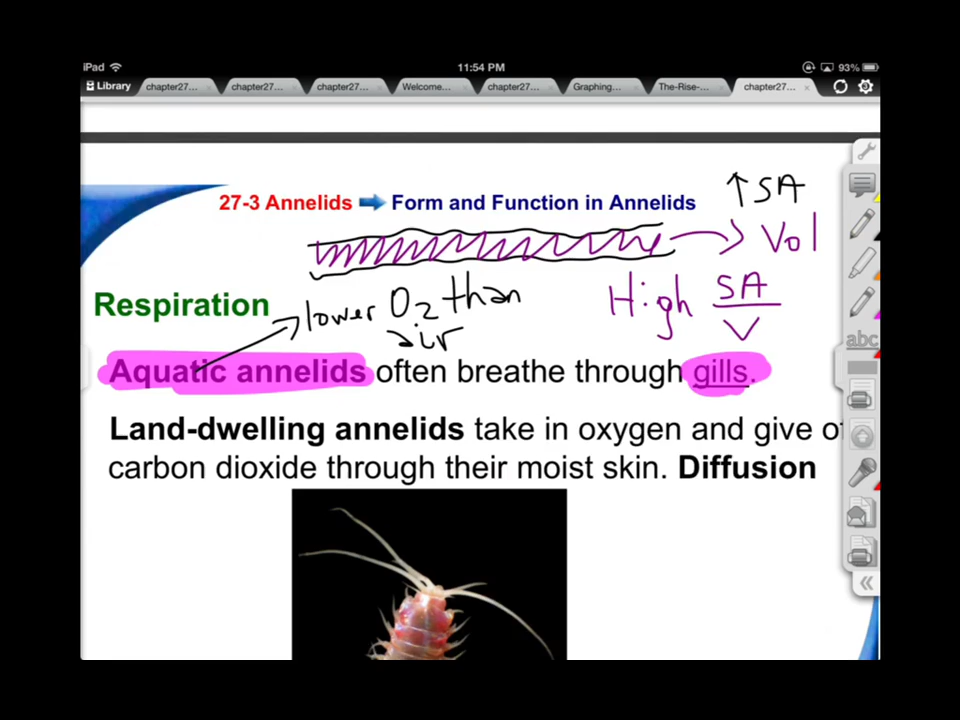 iPad
11:54 PM
93%
Library
chapter27...
chapter27...
chapter27...
Welcome...
chapter27...
Graphing...
The-Rise-...
chapter27...
27-3 Annelids
Form and Function in Annelids
↑ SA
Vol
High SA
V
Respiration
lower O2 than
air
Aquatic annelids often breathe through gills.
Land-dwelling annelids take in oxygen and give of
carbon dioxide through their moist skin. Diffusion
abc